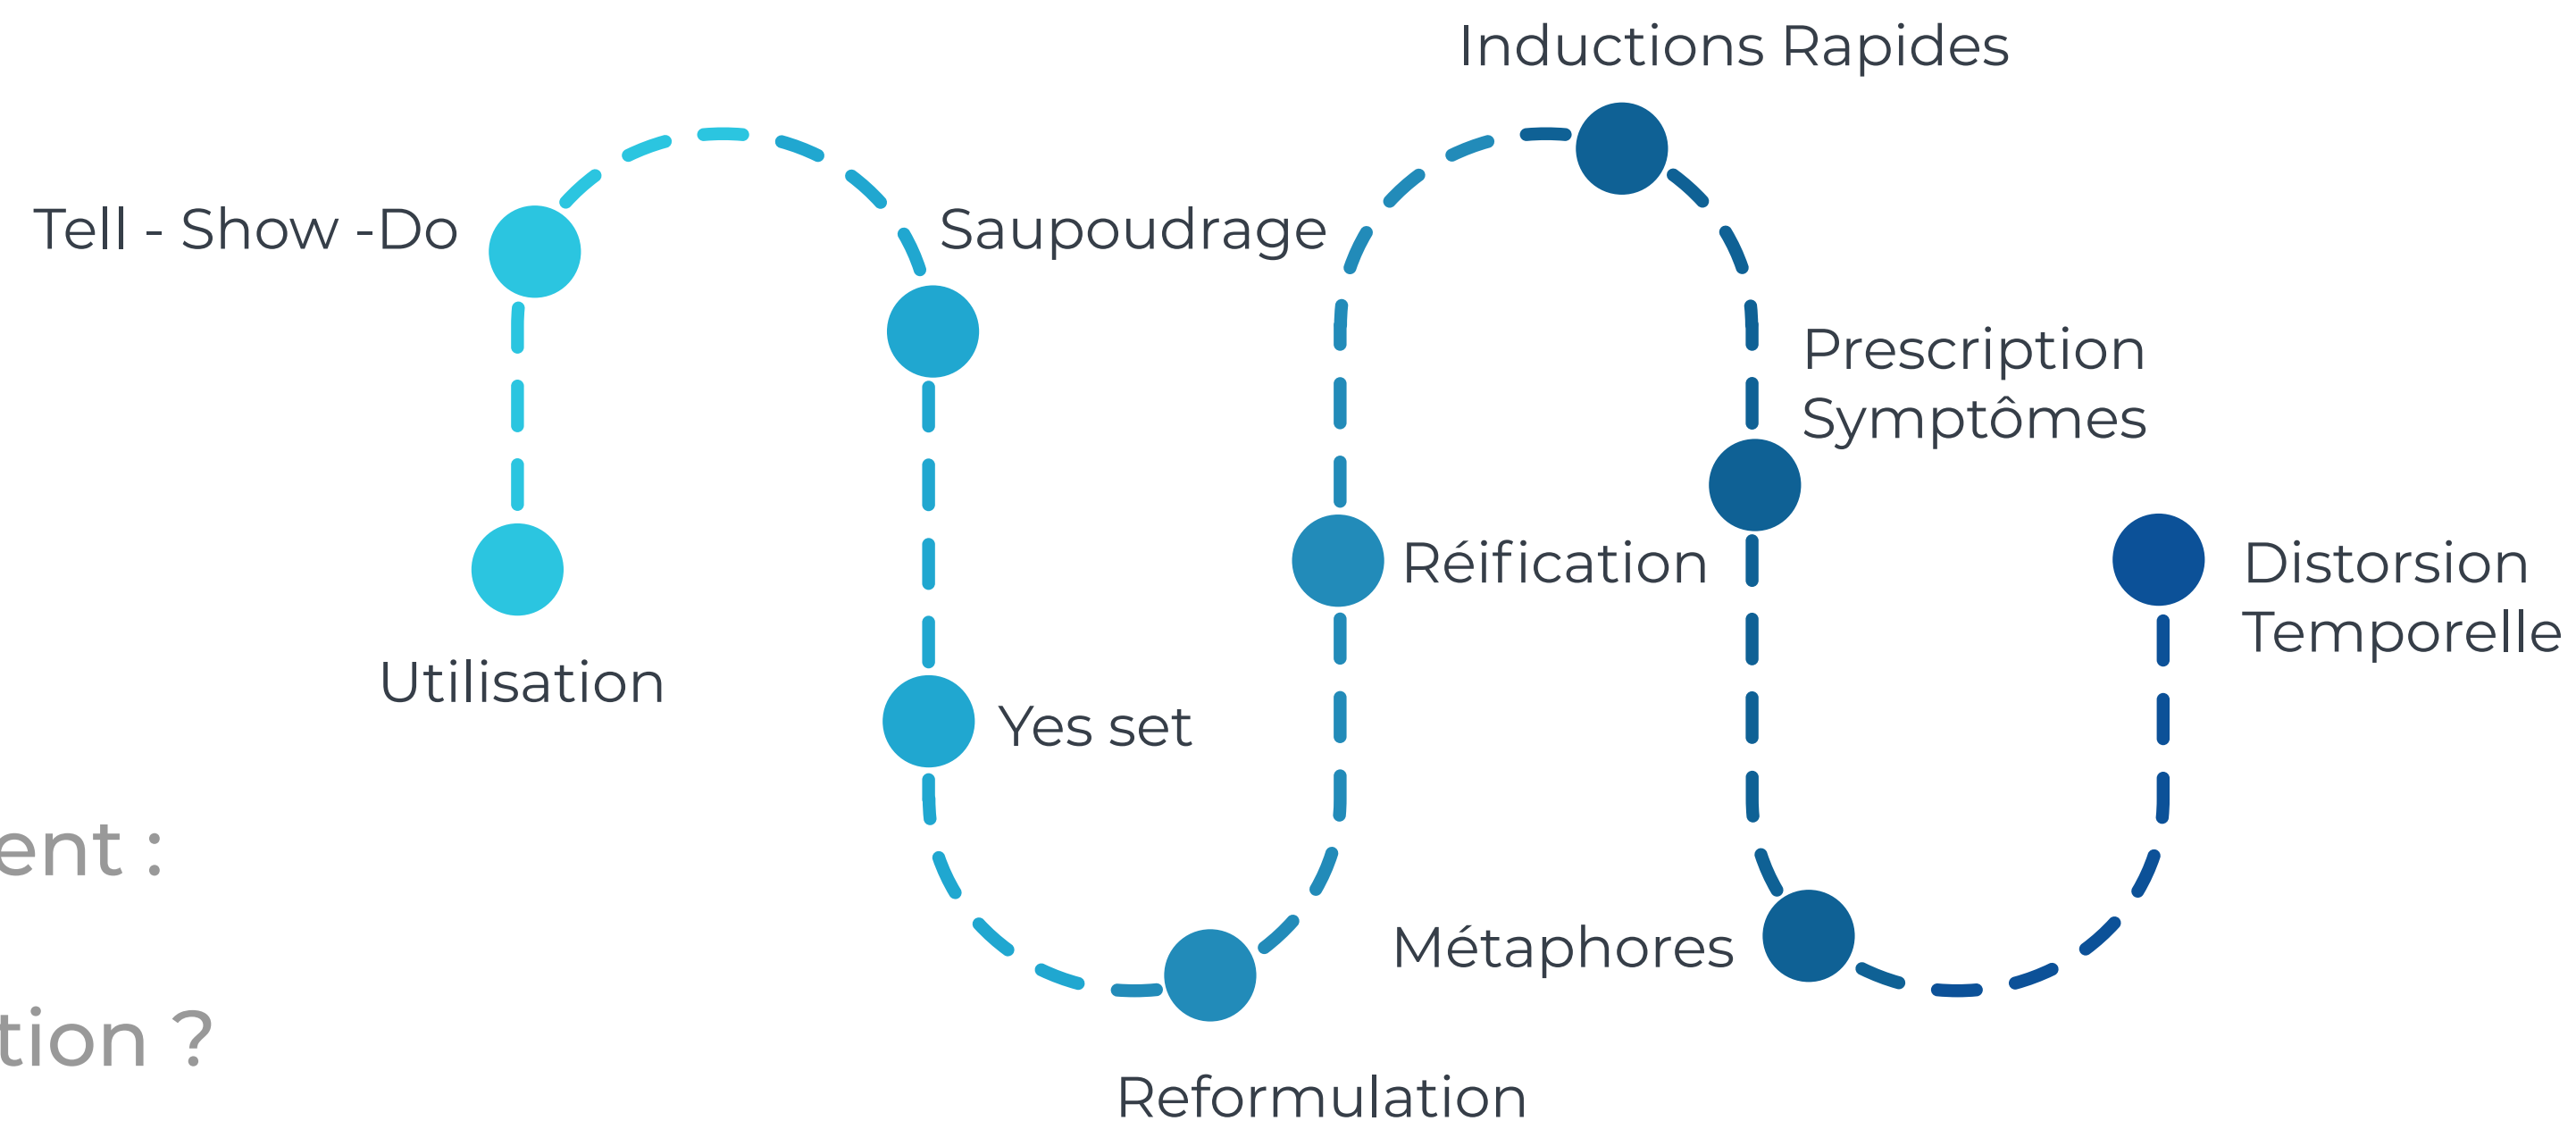 Inductions Rapides
Tell - Show -Do
Saupoudrage
Prescription
Symptômes
Réification
Distorsion
Temporelle
Utilisation
Yes set
ent :
Métaphores
tion ?
Reformulation